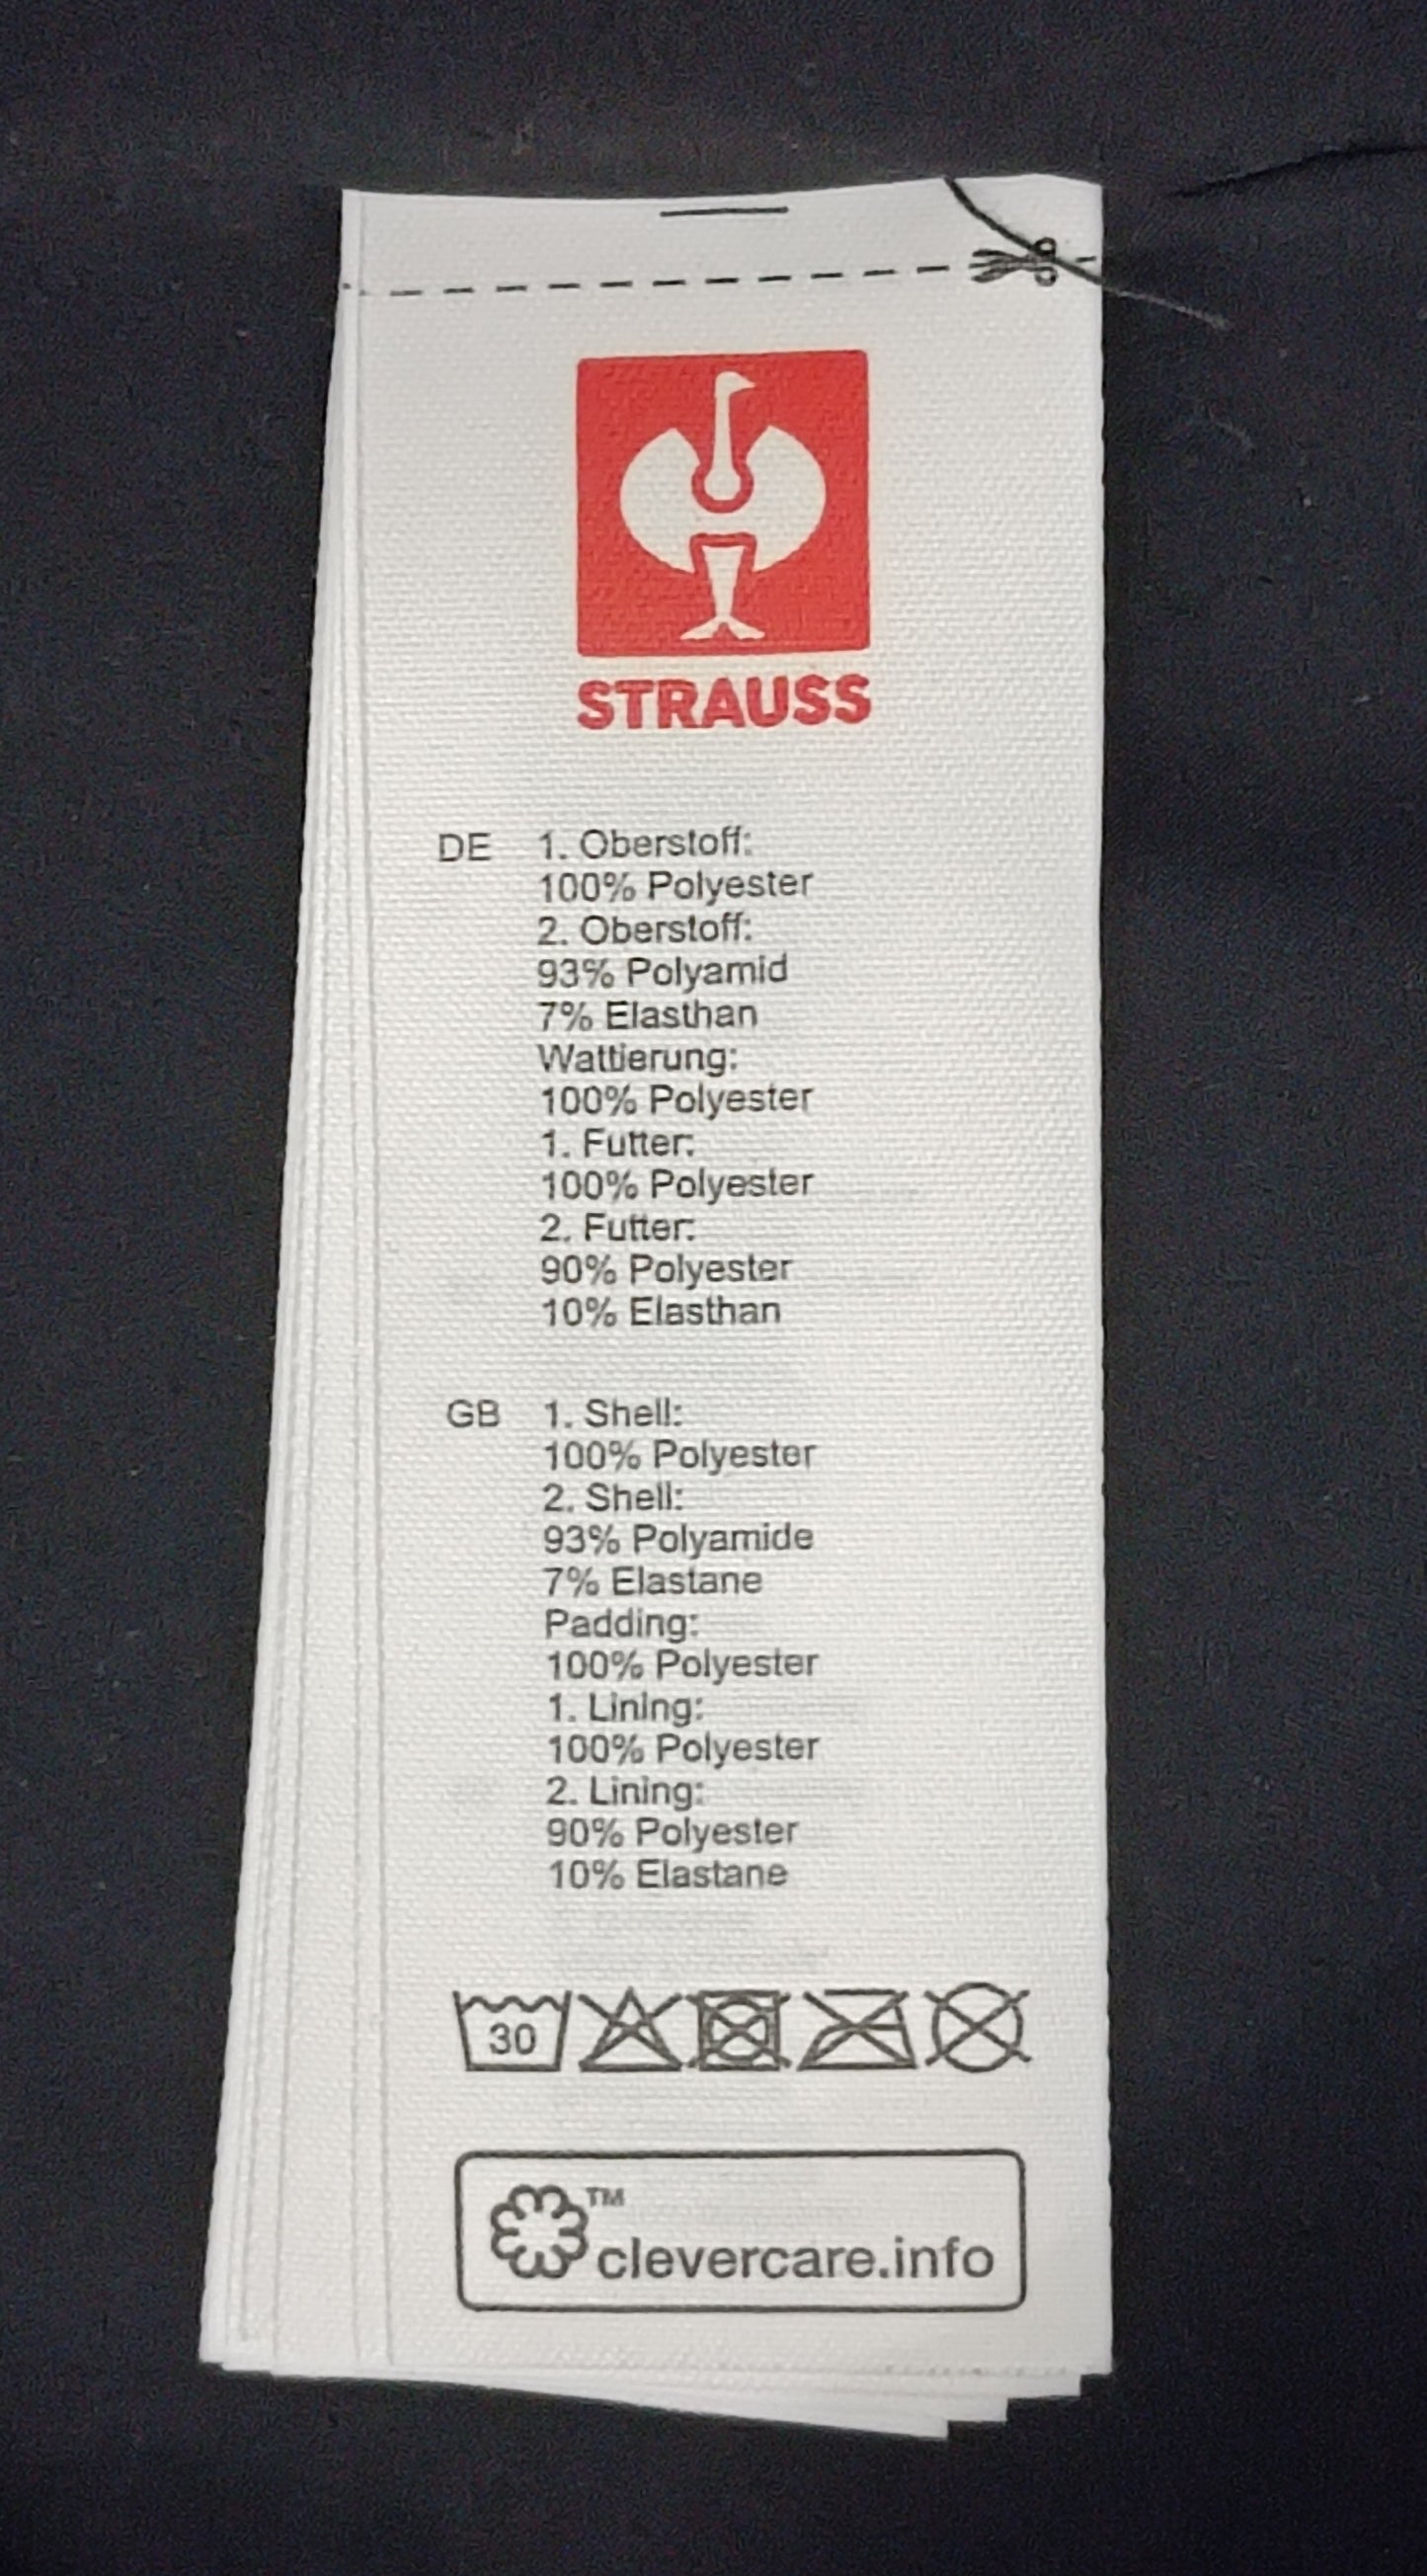 STRAUSS
DE 1. Oberstoff:
100% Polyester
2. Oberstoff:
93% Polyamid
7% Elasthan
Wattierung:
100% Polyester
1. Futter:
100% Polyester
2. Futter:
90% Polyester
10% Elasthan
GB 1. Shell:
100% Polyester
2. Shell:
93% Polyamide
7% Elastane
Padding:
100% Polyester
1. Lining:
100% Polyester
2. Lining:
90% Polyester
10% Elastane
30
™
clevercare.info